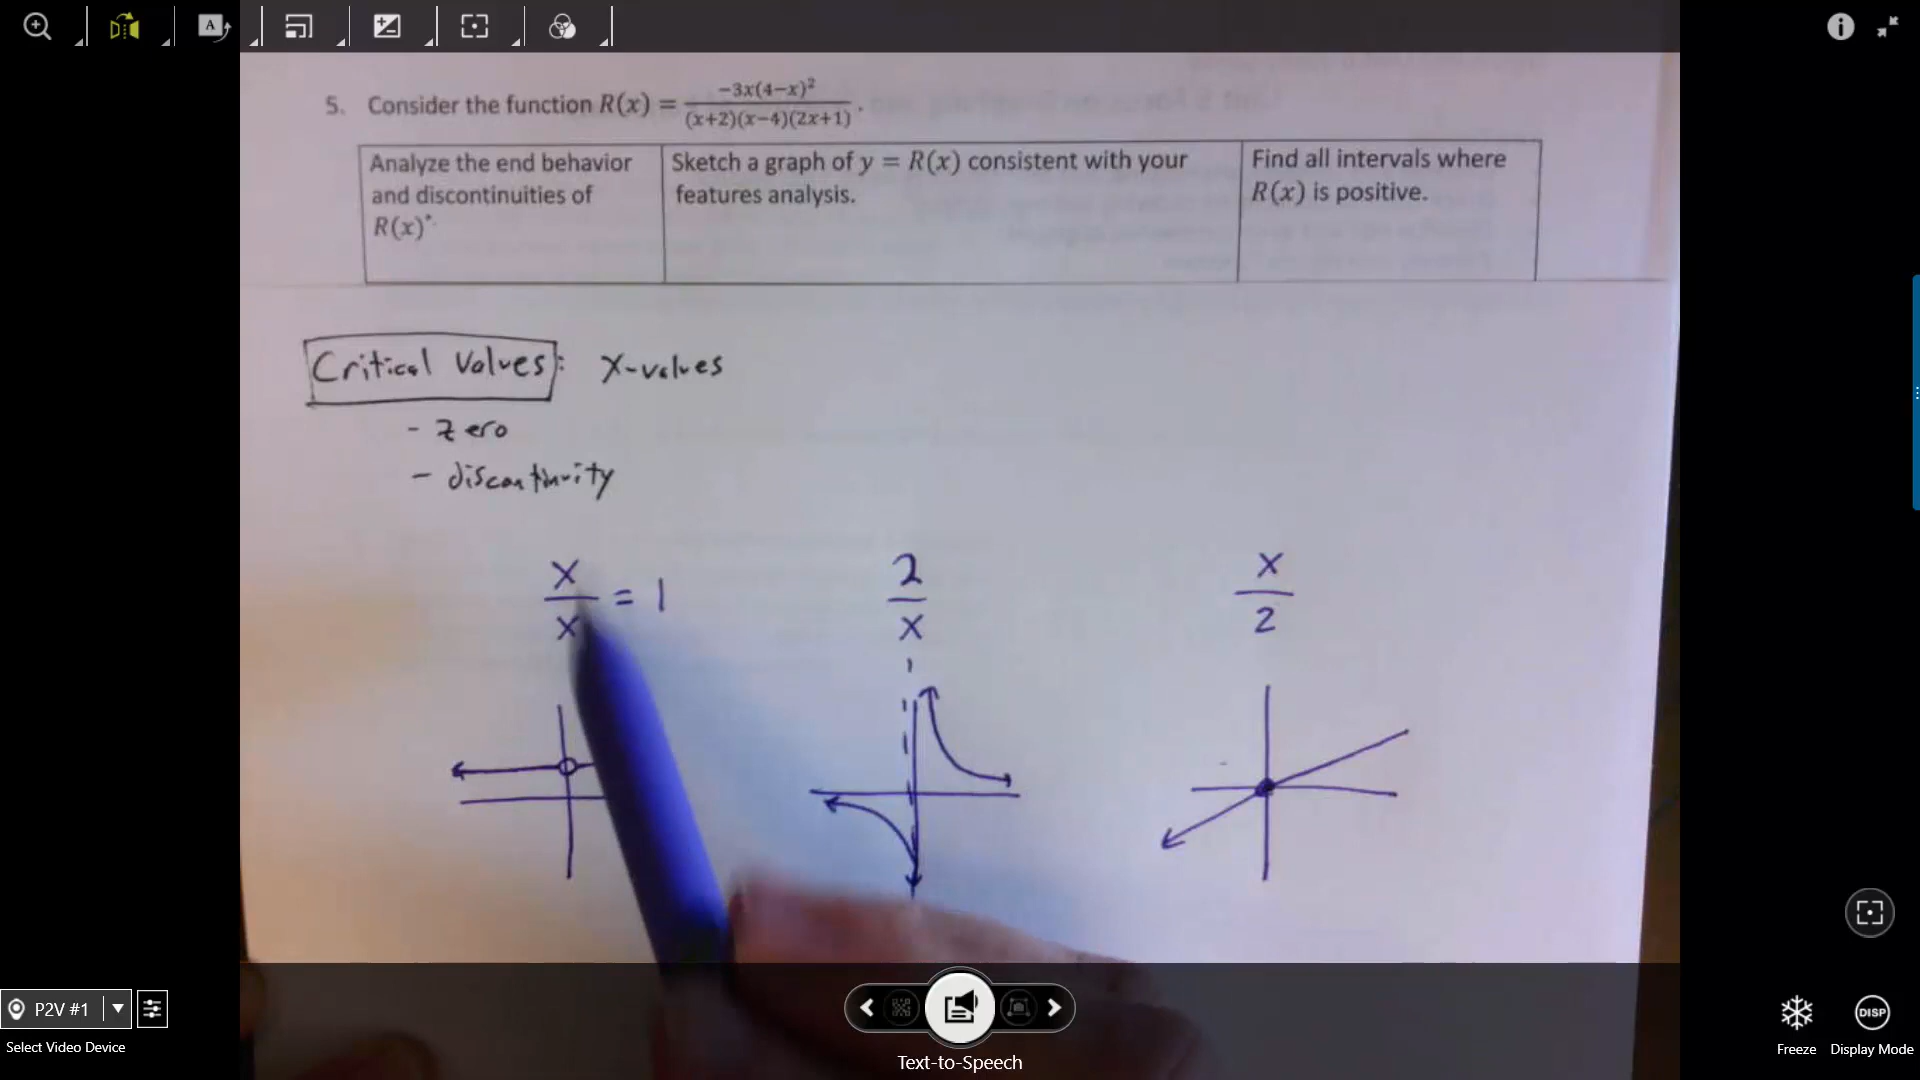 A
5. Consider the function R(x) = −3x(4−x)² / (x+2)(x−4)(2x+1) .
Analyze the end behavior
and discontinuities of
R(x)
Sketch a graph of y = R(x) consistent with your
features analysis.
Find all intervals where
R(x) is positive.
Critical Values: X-values
- Zero
- discontinuity
x/x = 1
2/x
x/2
P2V #1
Select Video Device
Text-to-Speech
Freeze
DISP
Display Mode